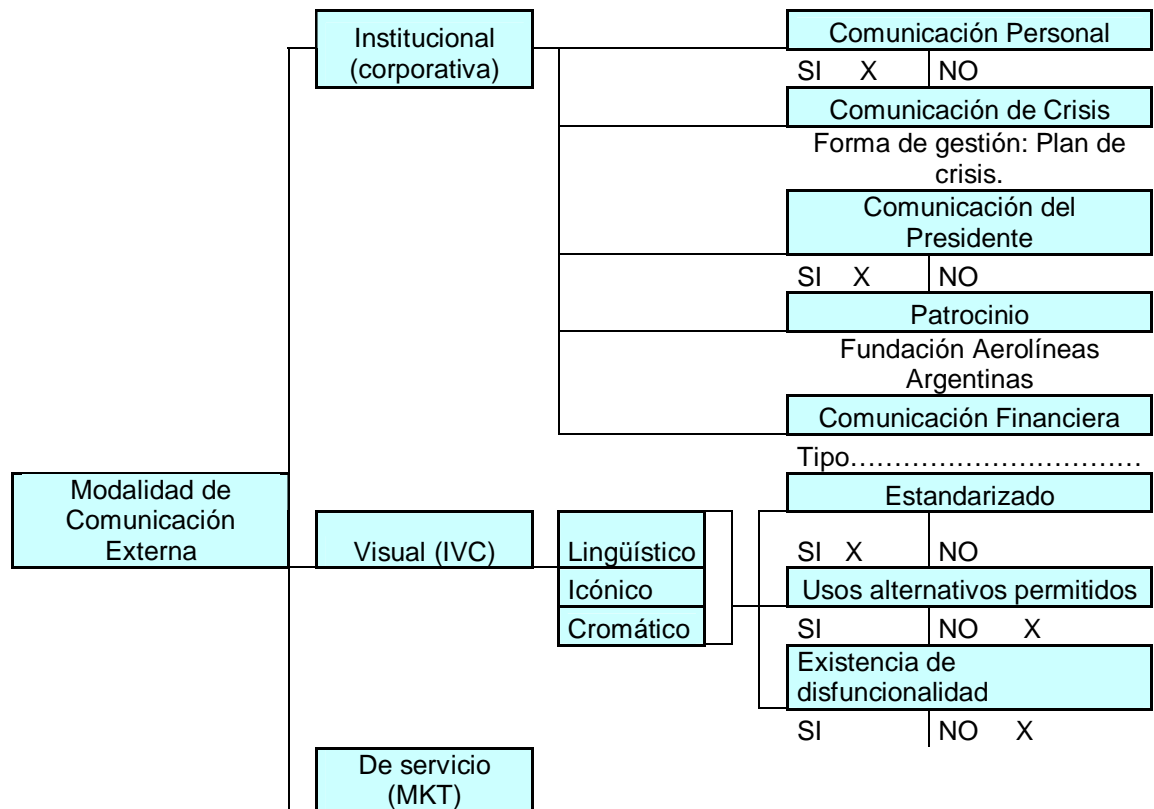 Institucional
(corporativa)
Comunicación Personal
SI X NO
Comunicación de Crisis
Forma de gestión: Plan de
crisis.
Comunicación del
Presidente
SI X NO
Patrocinio
Fundación Aerolíneas
Argentinas
Comunicación Financiera
Tipo……………………………
Modalidad de
Comunicación
Externa
Visual (IVC)
Lingüístico
Icónico
Cromático
Estandarizado
SI X NO
Usos alternativos permitidos
SI NO X
Existencia de
disfuncionalidad
SI NO X
De servicio
(MKT)